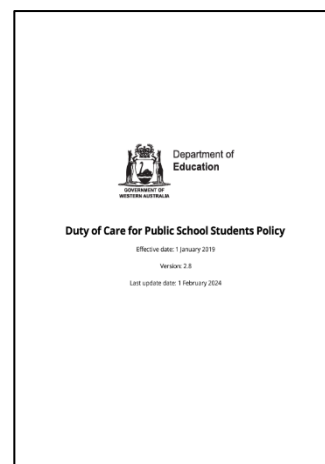 Department of
Education
GOVERNMENT OF
WESTERN AUSTRALIA
Duty of Care for Public School Students Policy
Effective date: 1 January 2019
Version: 2.8
Last update date: 1 February 2024